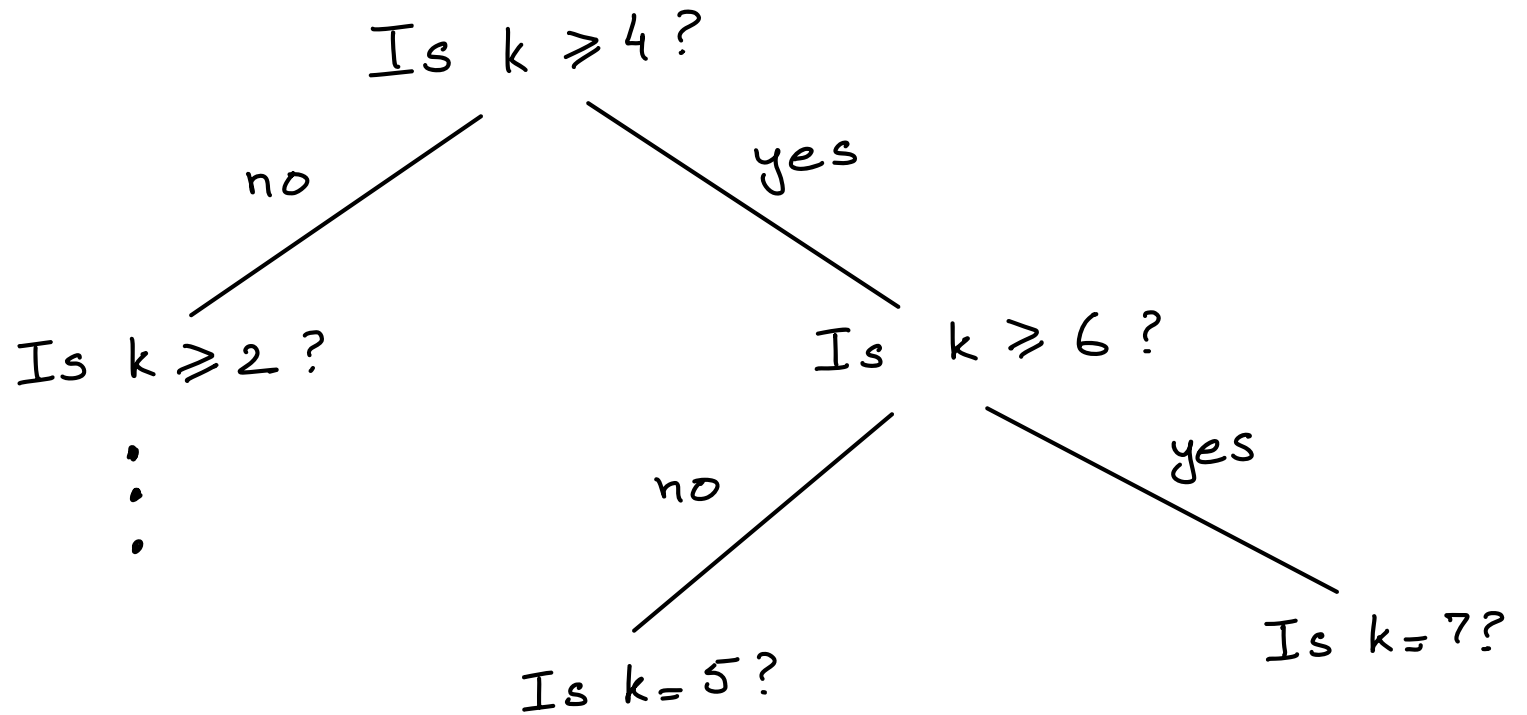 Is k ⩾ 4 ?
no
yes
Is k ⩾ 2 ?
Is k ⩾ 6 ?
no
yes
Is k = 5 ?
Is k = 7 ?